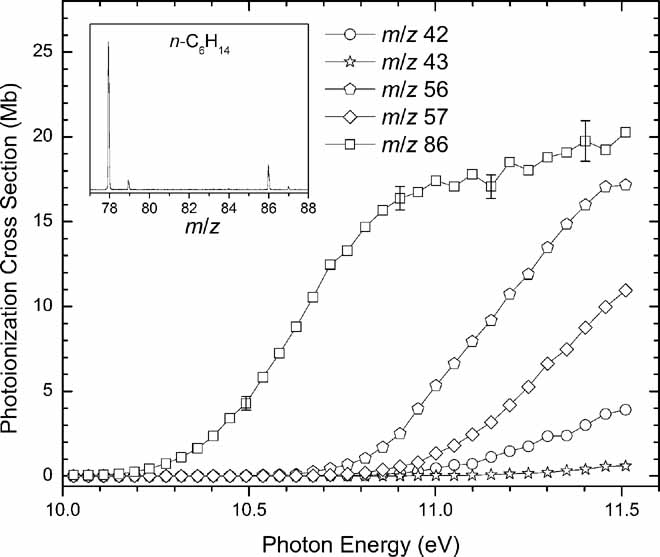 n-C6H14
78 80 82 84 86 88
m/z
m/z 42
m/z 43
m/z 56
m/z 57
m/z 86
Photoionization Cross Section (Mb)
25
20
15
10
5
0
10.0 10.5 11.0 11.5
Photon Energy (eV)